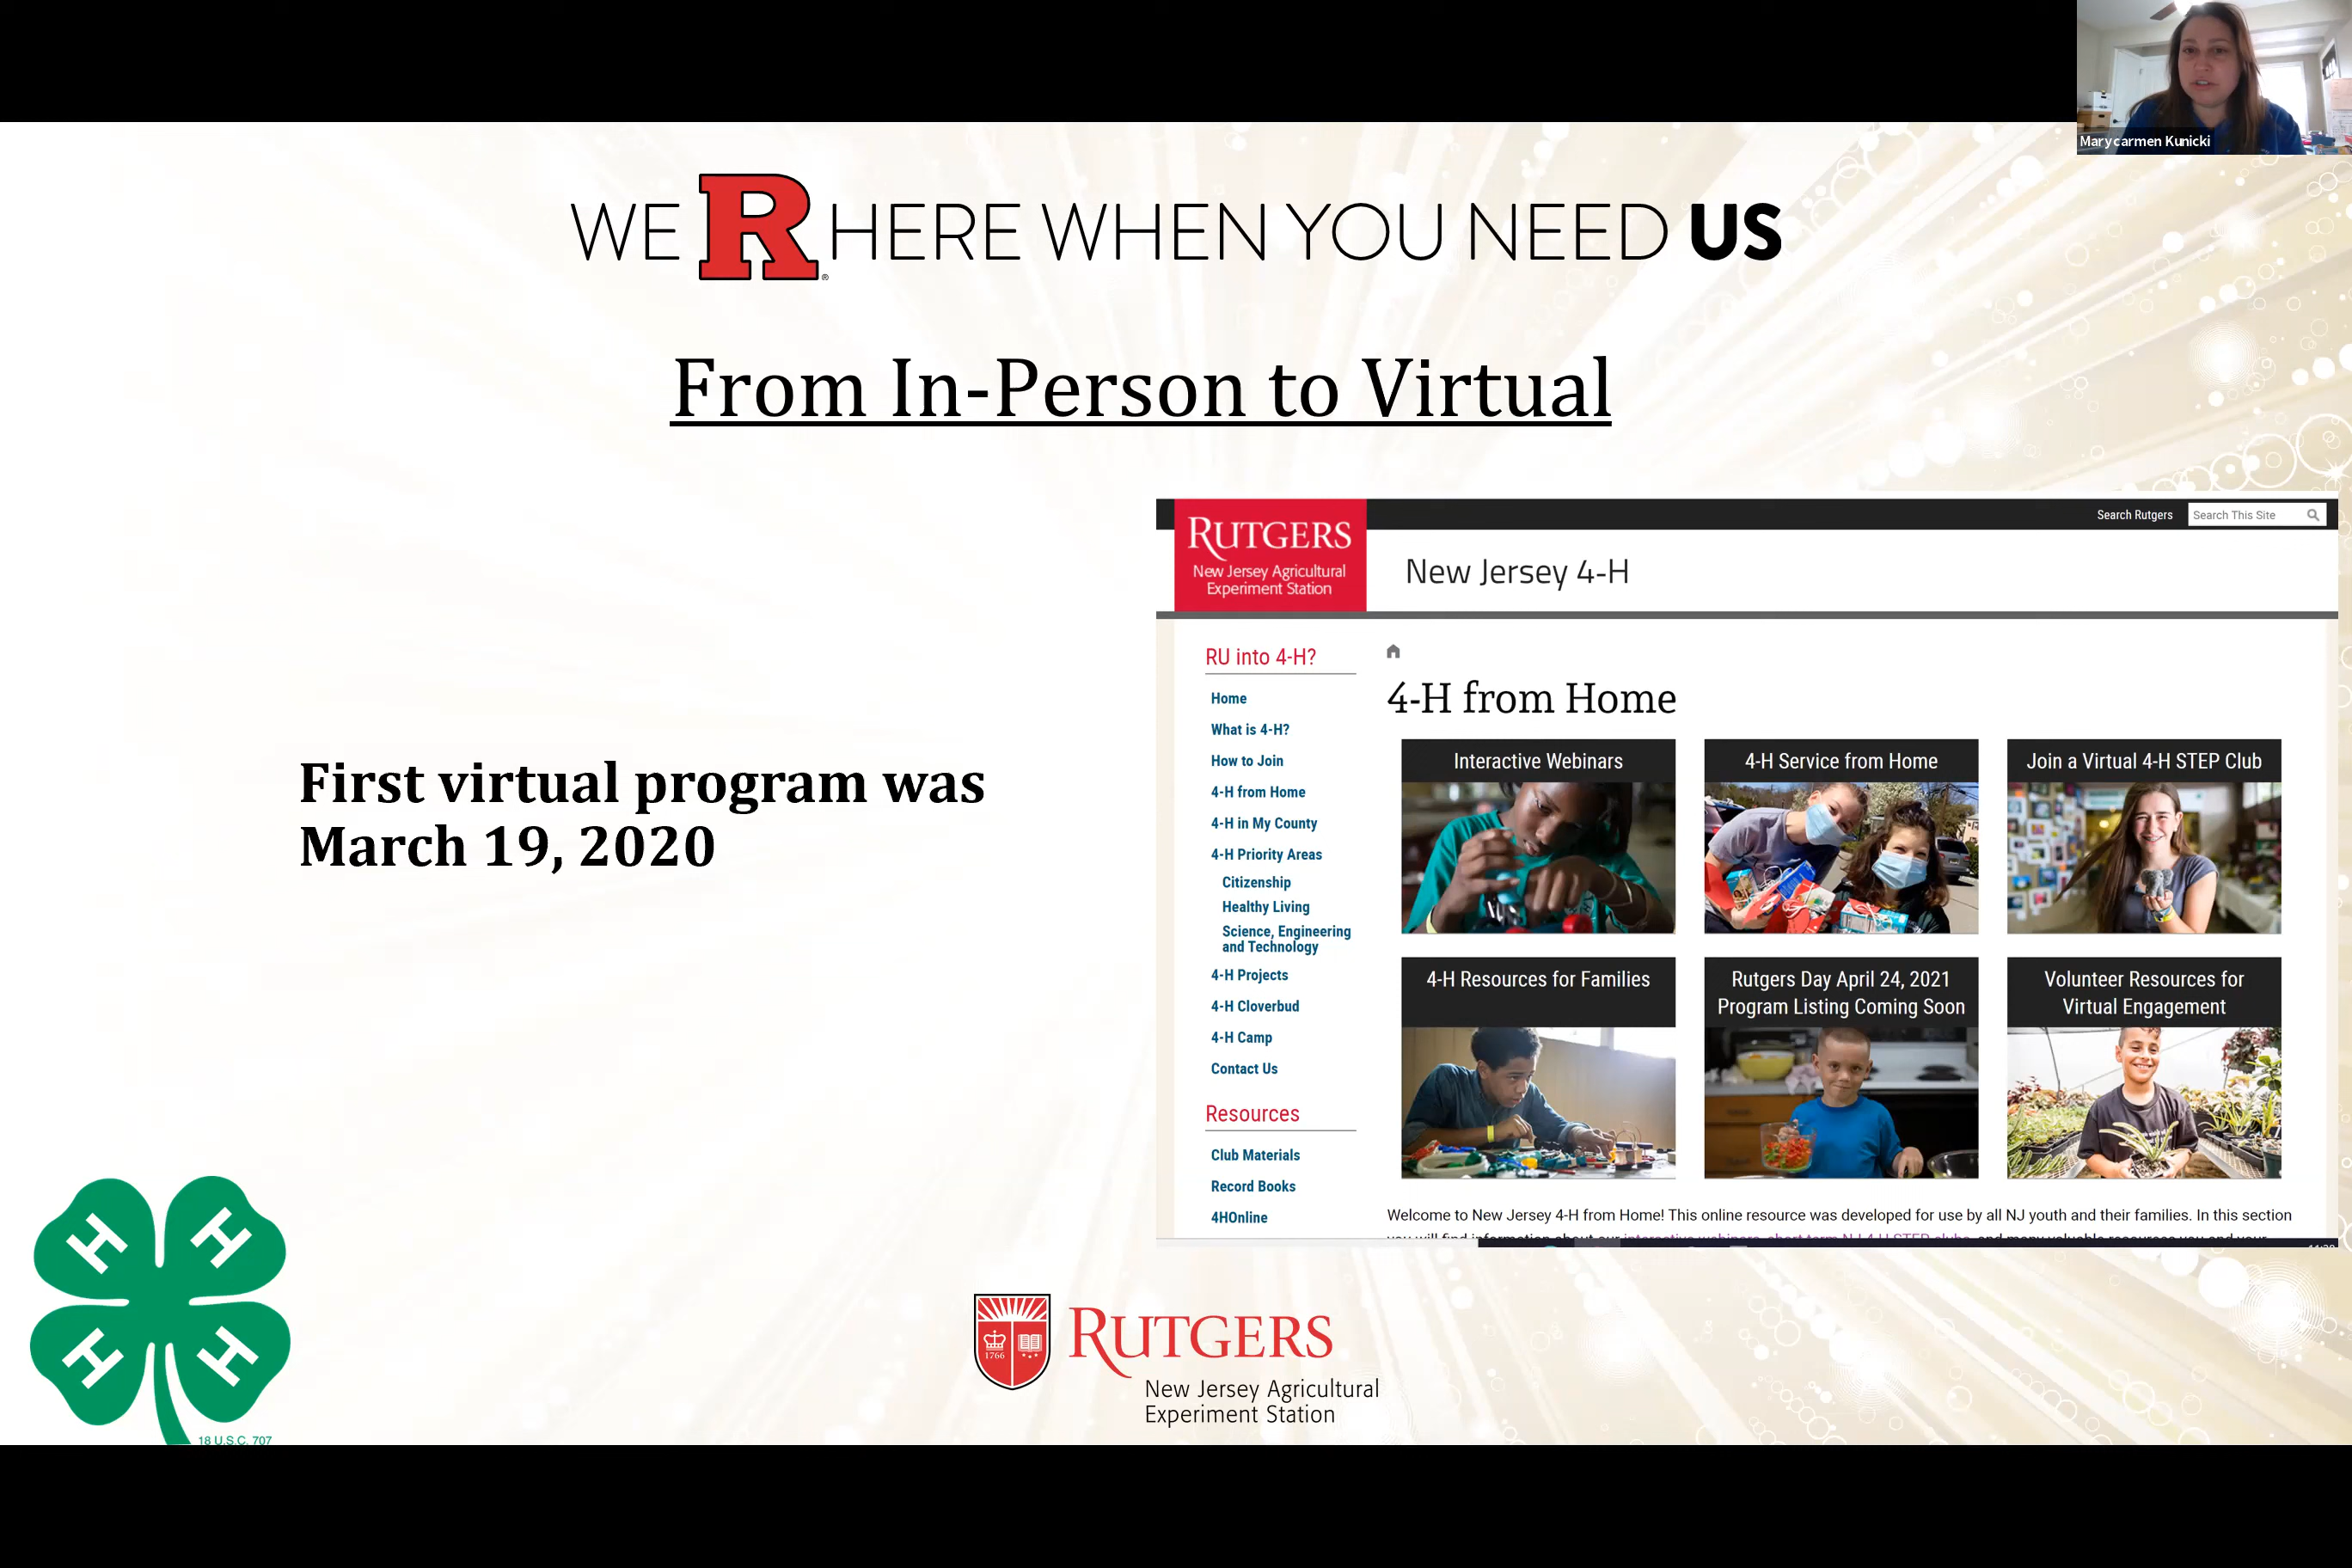 Marycarmen Kunicki
WE R HERE WHEN YOU NEED US
®
From In-Person to Virtual
First virtual program was
March 19, 2020
RUTGERS
New Jersey Agricultural
Experiment Station
Search Rutgers
Search This Site
New Jersey 4-H
RU into 4-H?
Home
What is 4-H?
How to Join
4-H from Home
4-H in My County
4-H Priority Areas
Citizenship
Healthy Living
Science, Engineering
and Technology
4-H Projects
4-H Cloverbud
4-H Camp
Contact Us
Resources
Club Materials
Record Books
4HOnline
4-H from Home
Interactive Webinars
4-H Service from Home
Join a Virtual 4-H STEP Club
4-H Resources for Families
Rutgers Day April 24, 2021
Program Listing Coming Soon
Volunteer Resources for
Virtual Engagement
Welcome to New Jersey 4-H from Home! This online resource was developed for use by all NJ youth and their families. In this section
H H
H H
18 U.S.C. 707
1766
RUTGERS
New Jersey Agricultural
Experiment Station